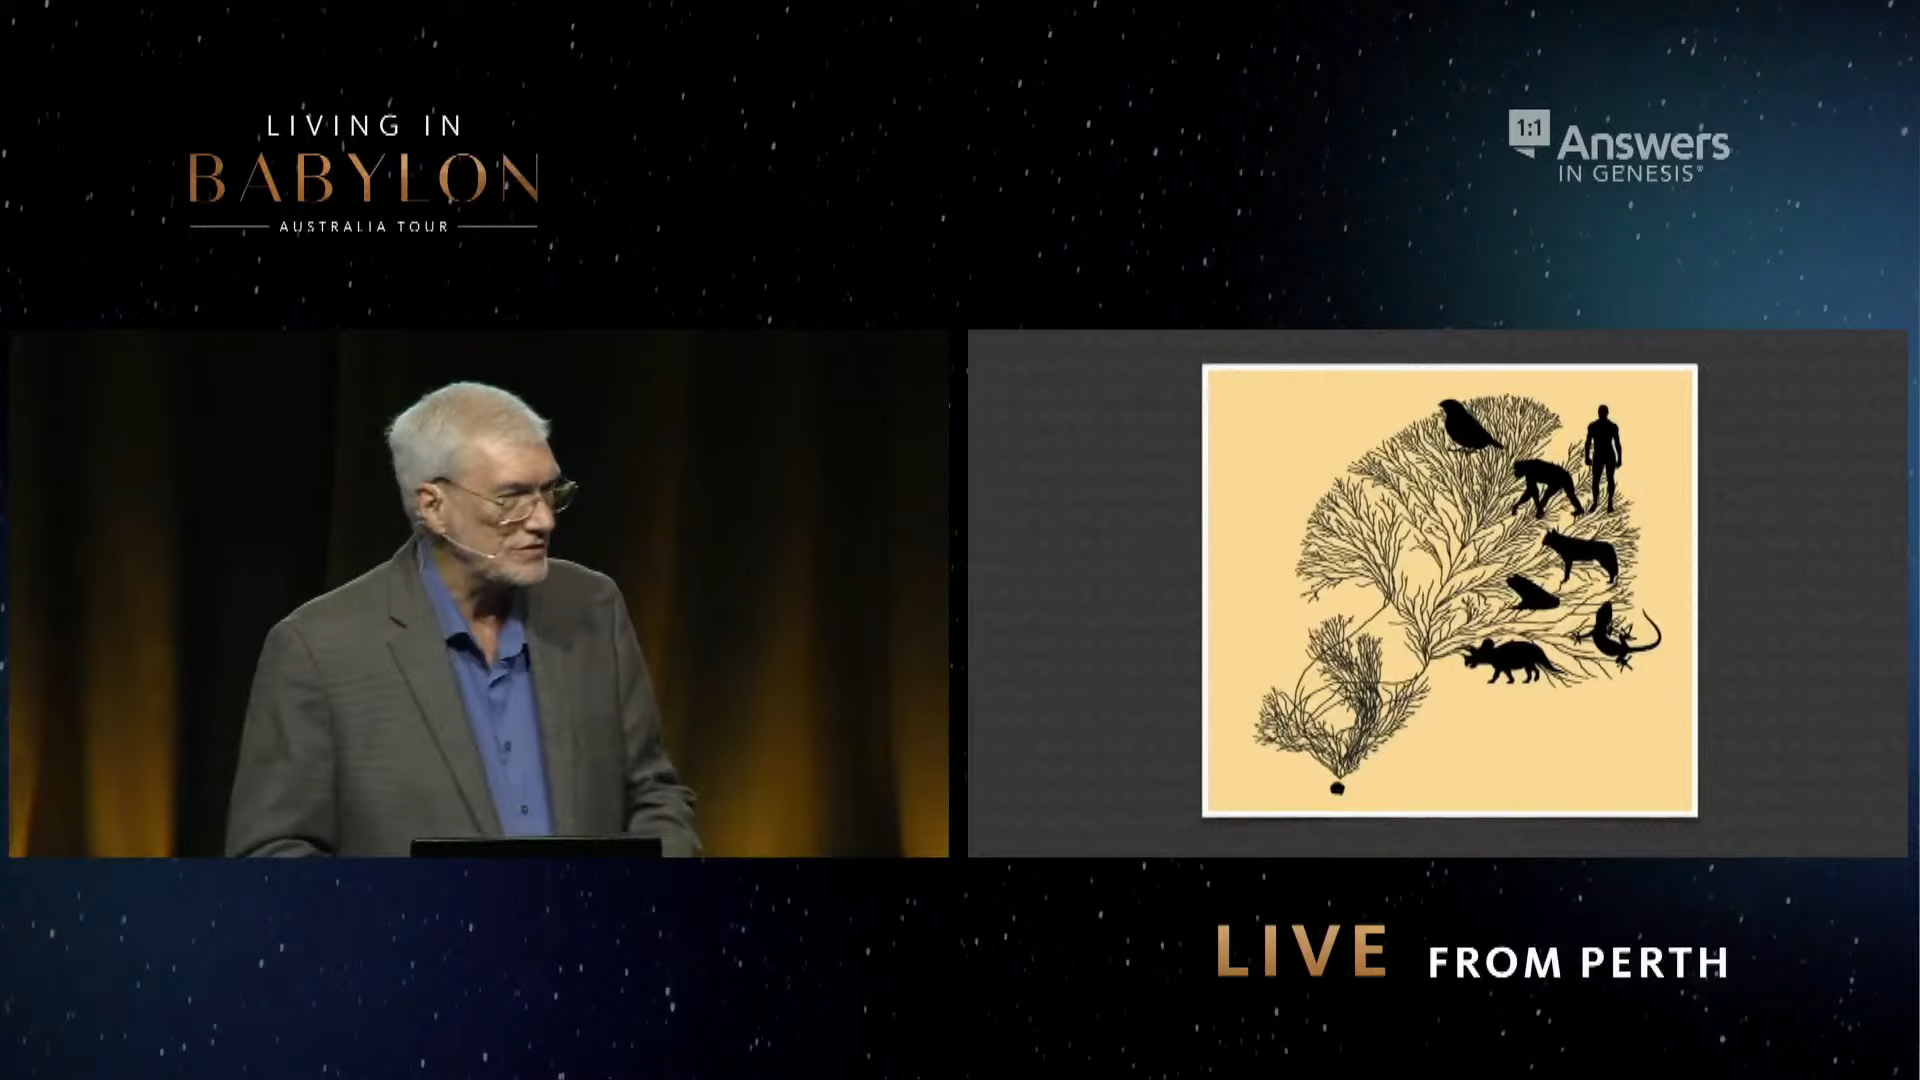 LIVING IN
BABYLON
AUSTRALIA TOUR
1:1
Answers
IN GENESIS®
LIVE FROM PERTH